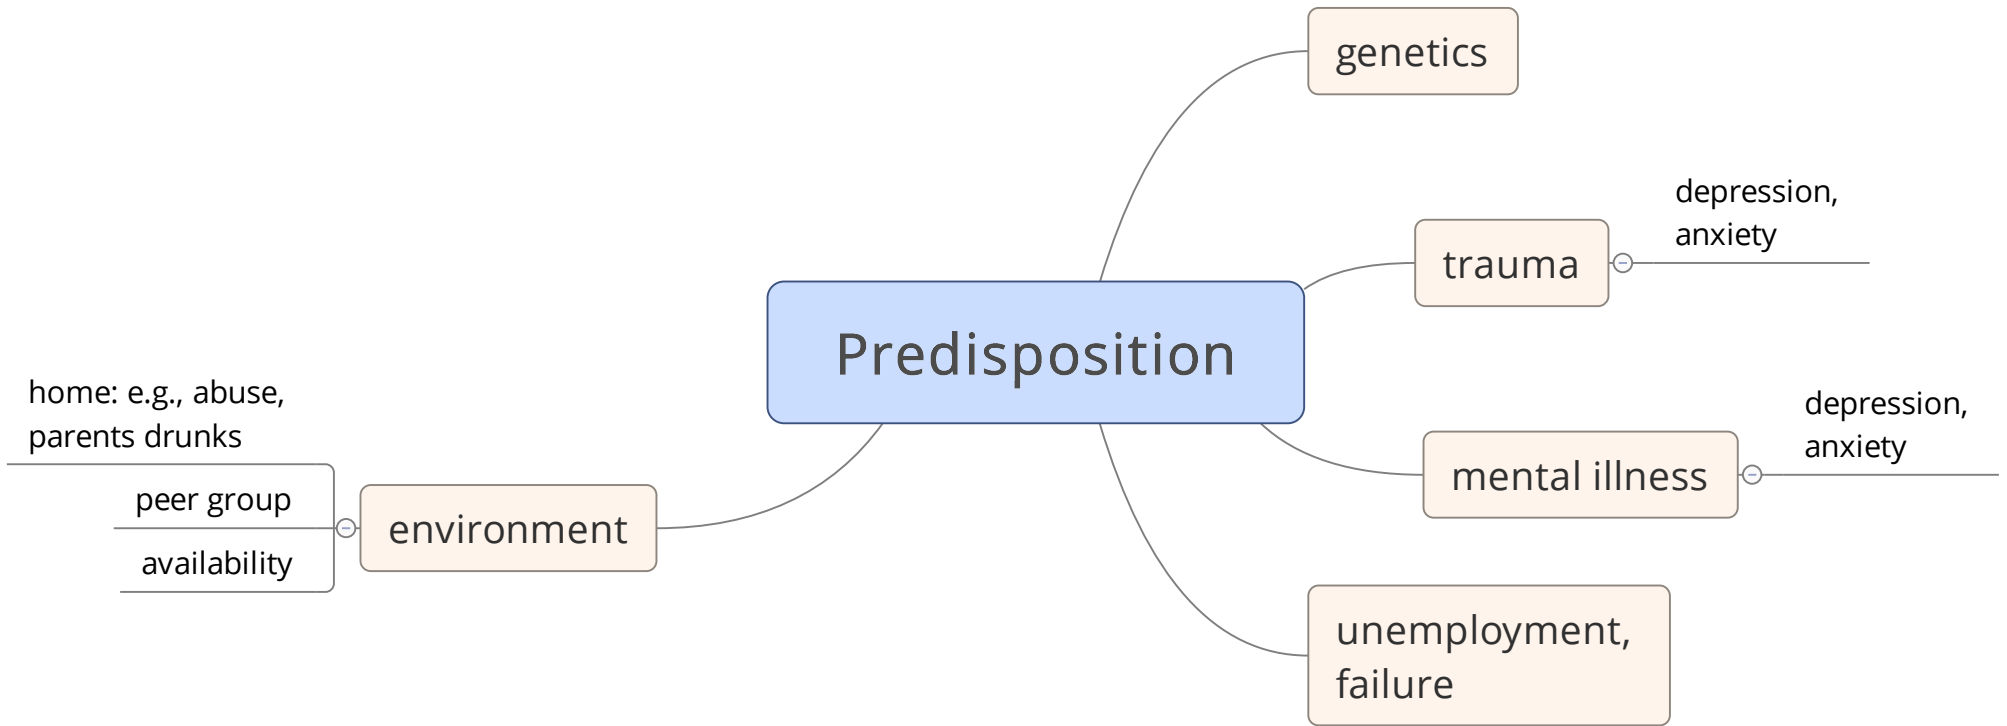 genetics
depression,
anxiety
trauma
Predisposition
home: e.g., abuse,
parents drunks
peer group
availability
environment
depression,
anxiety
mental illness
unemployment,
failure